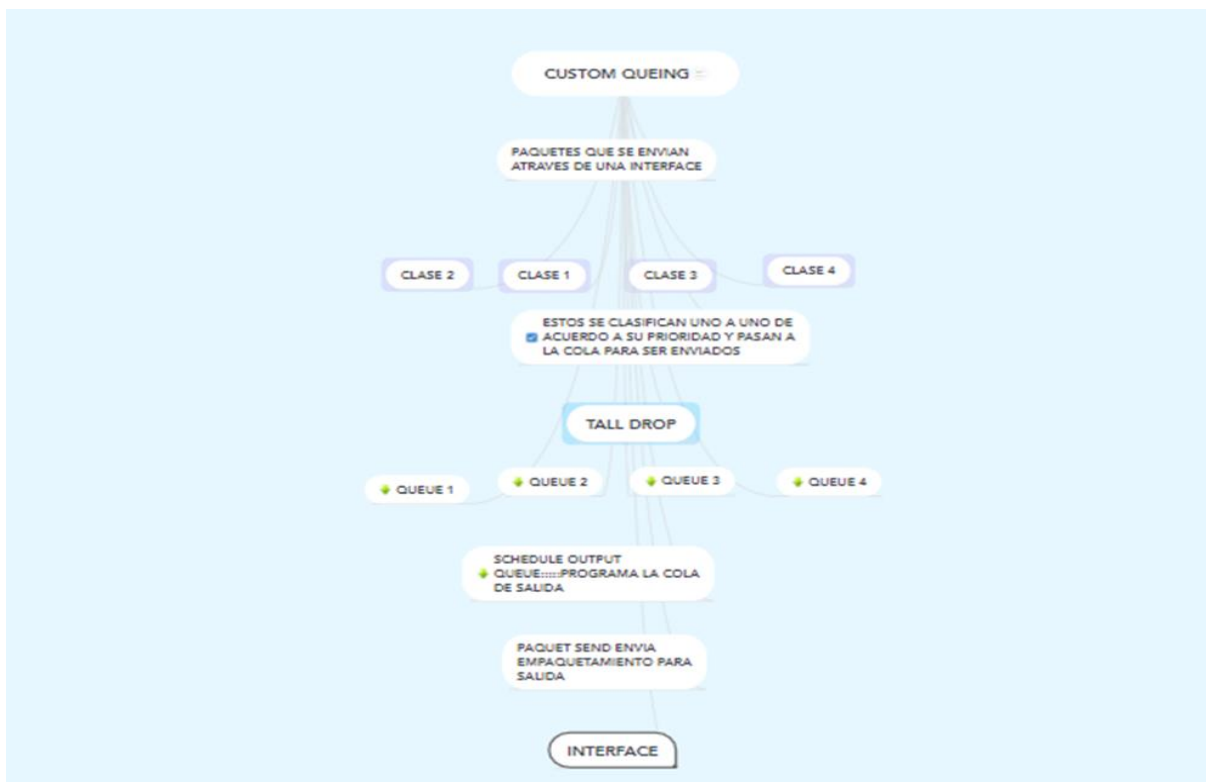 CUSTOM QUEING
PAQUETES QUE SE ENVIAN
ATRAVES DE UNA INTERFACE
CLASE 2
CLASE 1
CLASE 3
CLASE 4
ESTOS SE CLASIFICAN UNO A UNO DE
ACUERDO A SU PRIORIDAD Y PASAN A
LA COLA PARA SER ENVIADOS
TALL DROP
QUEUE 1
QUEUE 2
QUEUE 3
QUEUE 4
SCHEDULE OUTPUT
QUEUE:::::PROGRAMA LA COLA
DE SALIDA
PAQUET SEND ENVIA
EMPAQUETAMIENTO PARA
SALIDA
INTERFACE